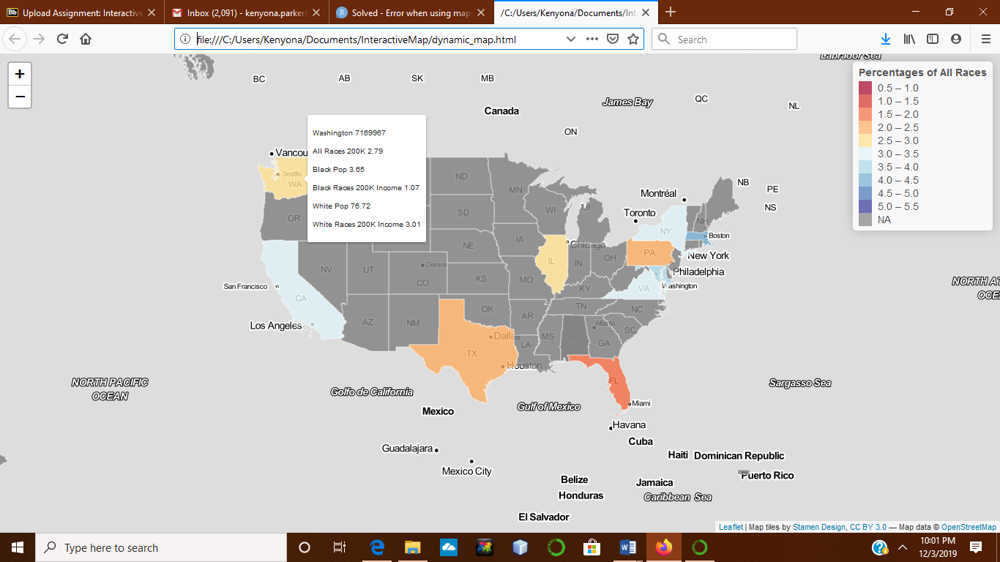 Upload Assignment: Interactive
Inbox (2,091) - kenyona.parker
Solved - Error when using map
/C:/Users/Kenyona/Documents/Int
file:///C:/Users/Kenyona/Documents/InteractiveMap/dynamic_map.html
Search
+
−
Labrador Sea
BC
AB
SK
MB
James Bay
QC
NL
Canada
ON
Percentages of All Races
0.5 – 1.0
1.0 – 1.5
1.5 – 2.0
2.0 – 2.5
2.5 – 3.0
3.0 – 3.5
3.5 – 4.0
4.0 – 4.5
4.5 – 5.0
5.0 – 5.5
NA
Washington 7169967
All Races 200K 2.79
Black Pop 3.65
Black Races 200K Income 1.07
White Pop 76.72
White Races 200K Income 3.01
Vancou
Seattle
WA
OR
ND
MN
SD
WI
MI
Montréal
Toronto
NB
PE
NS
NH
NY
Boston
IA
NE
Chicago
IL
IN
OH
PA
New York
Philadelphia
NV
UT
Denver
CO
KS
MO
KY
VA
Washington
San Francisco
CA
Los Angeles
AZ
NM
OK
AR
TN
NC
Atlanta
SC
MS
AL
GA
LA
Dallas
TX
Houston
FL
Miami
NORTH AT
OCE
NORTH PACIFIC
OCEAN
Golfo de California
Mexico
Gulf of Mexico
Sargasso Sea
Havana
Cuba
Guadalajara
Mexico City
Haiti
Dominican Republic
Puerto Rico
Belize
Jamaica
Honduras
Caribbean Sea
El Salvador
Leaflet | Map tiles by Stamen Design, CC BY 3.0 — Map data © OpenStreetMap
Type here to search
10:01 PM
12/3/2019